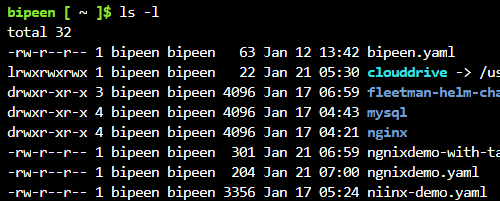 bipeen [ ~ ]$ ls -l
total 32
-rw-r--r-- 1 bipeen bipeen   63 Jan 12 13:42 bipeen.yaml
lrwxrwxrwx 1 bipeen bipeen   22 Jan 21 05:30 clouddrive -> /us
drwxr-xr-x 3 bipeen bipeen 4096 Jan 17 06:59 fleetman-helm-cha
drwxr-xr-x 4 bipeen bipeen 4096 Jan 17 04:43 mysql
drwxr-xr-x 4 bipeen bipeen 4096 Jan 17 04:21 nginx
-rw-r--r-- 1 bipeen bipeen  301 Jan 21 06:59 ngnixdemo-with-ta
-rw-r--r-- 1 bipeen bipeen  204 Jan 21 07:00 ngnixdemo.yaml
-rw-r--r-- 1 bipeen bipeen 3356 Jan 17 05:24 niinx-demo.yaml